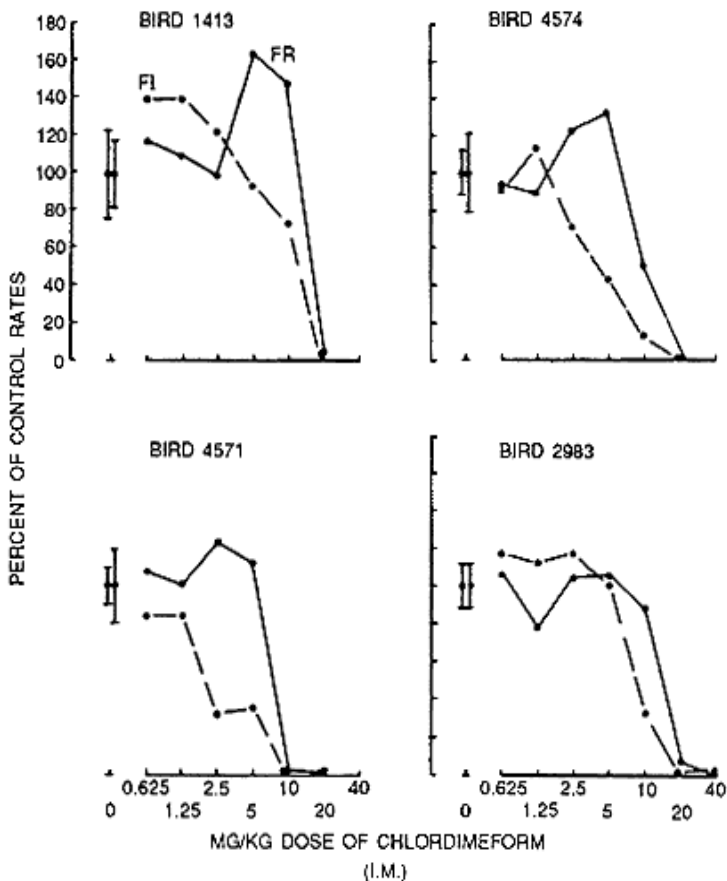 BIRD 1413
BIRD 4574
180
160
140
120
100
80
60
40
20
0
FI
FR
PERCENT OF CONTROL RATES
BIRD 4571
BIRD 2983
0.625 2.5 10 40
0 1.25 5 20
0.625 2.5 10 40
0 1.25 5 20
MG/KG DOSE OF CHLORDIMEFORM
(I.M.)